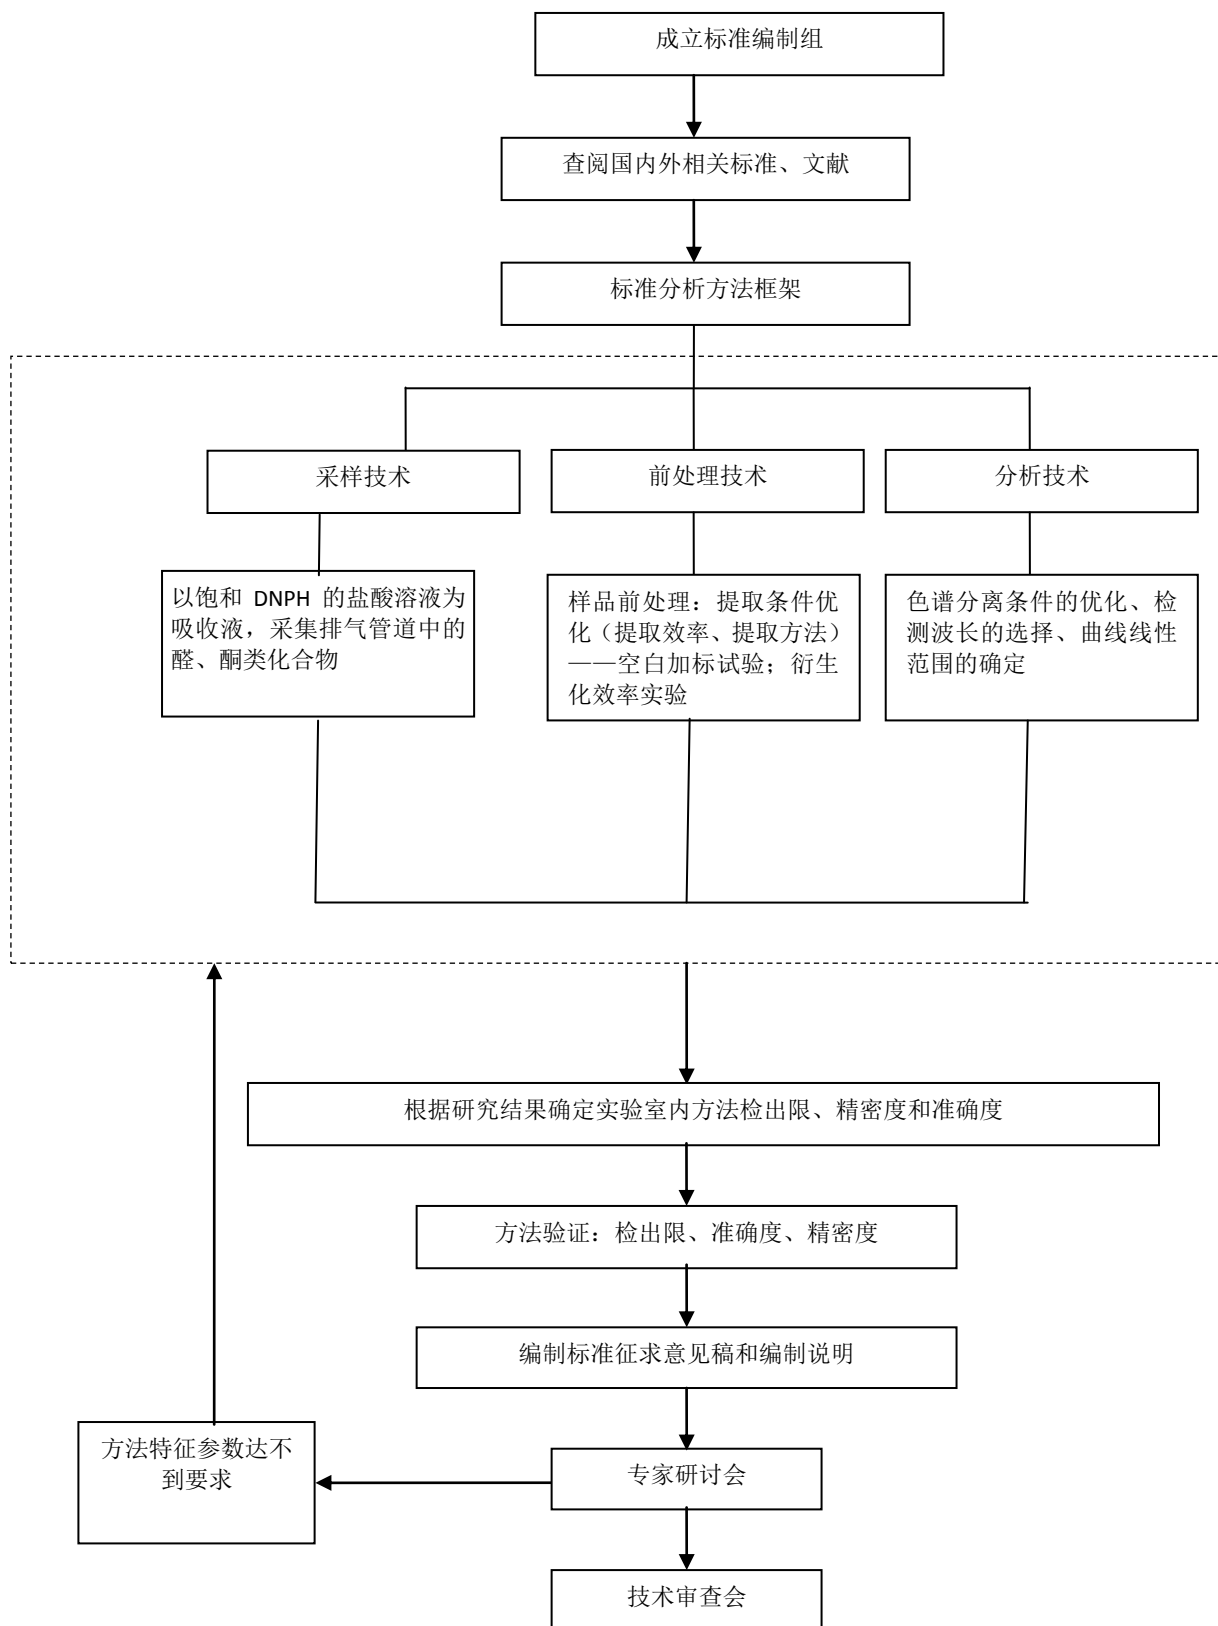 成立标准编制组
查阅国内外相关标准、文献
标准分析方法框架
采样技术
前处理技术
分析技术
以饱和 DNPH 的盐酸溶液为
吸收液，采集排气管道中的
醛、酮类化合物
样品前处理：提取条件优
化（提取效率、提取方法）
——空白加标试验；衍生
化效率实验
色谱分离条件的优化、检
测波长的选择、曲线线性
范围的确定
根据研究结果确定实验室内方法检出限、精密度和准确度
方法验证：检出限、准确度、精密度
编制标准征求意见稿和编制说明
方法特征参数达不
到要求
专家研讨会
技术审查会